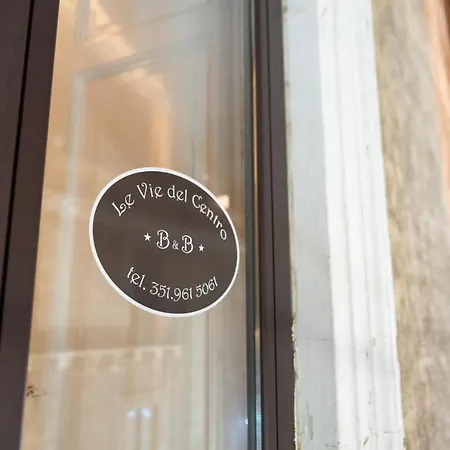 Le Vie del Centro
★ B & B ★
tel. 351.961 5061